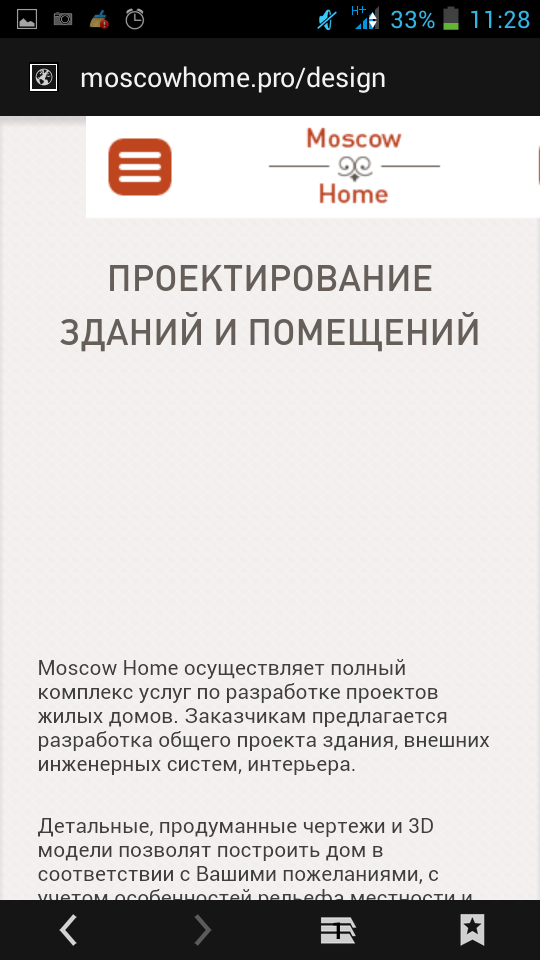 H+ 33% 11:28
moscowhome.pro/design
Moscow
Home
ПРОЕКТИРОВАНИЕ
ЗДАНИЙ И ПОМЕЩЕНИЙ
Moscow Home осуществляет полный
комплекс услуг по разработке проектов
жилых домов. Заказчикам предлагается
разработка общего проекта здания, внешних
инженерных систем, интерьера.
Детальные, продуманные чертежи и 3D
модели позволят построить дом в
соответствии с Вашими пожеланиями, с
учетом особенностей рельефа местности и
1